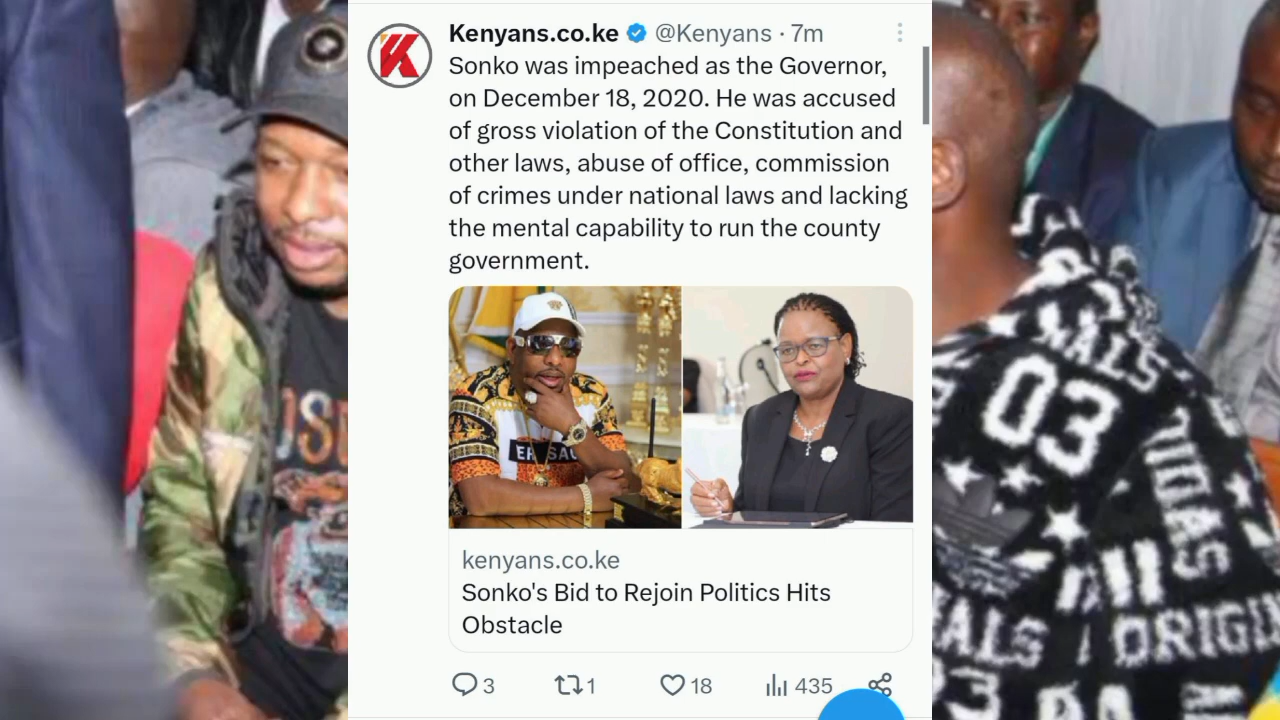 Kenyans.co.ke @Kenyans · 7m
Sonko was impeached as the Governor,
on December 18, 2020. He was accused
of gross violation of the Constitution and
other laws, abuse of office, commission
of crimes under national laws and lacking
the mental capability to run the county
government.
kenyans.co.ke
Sonko's Bid to Rejoin Politics Hits
Obstacle
3 1 18 435
03
ORIGI